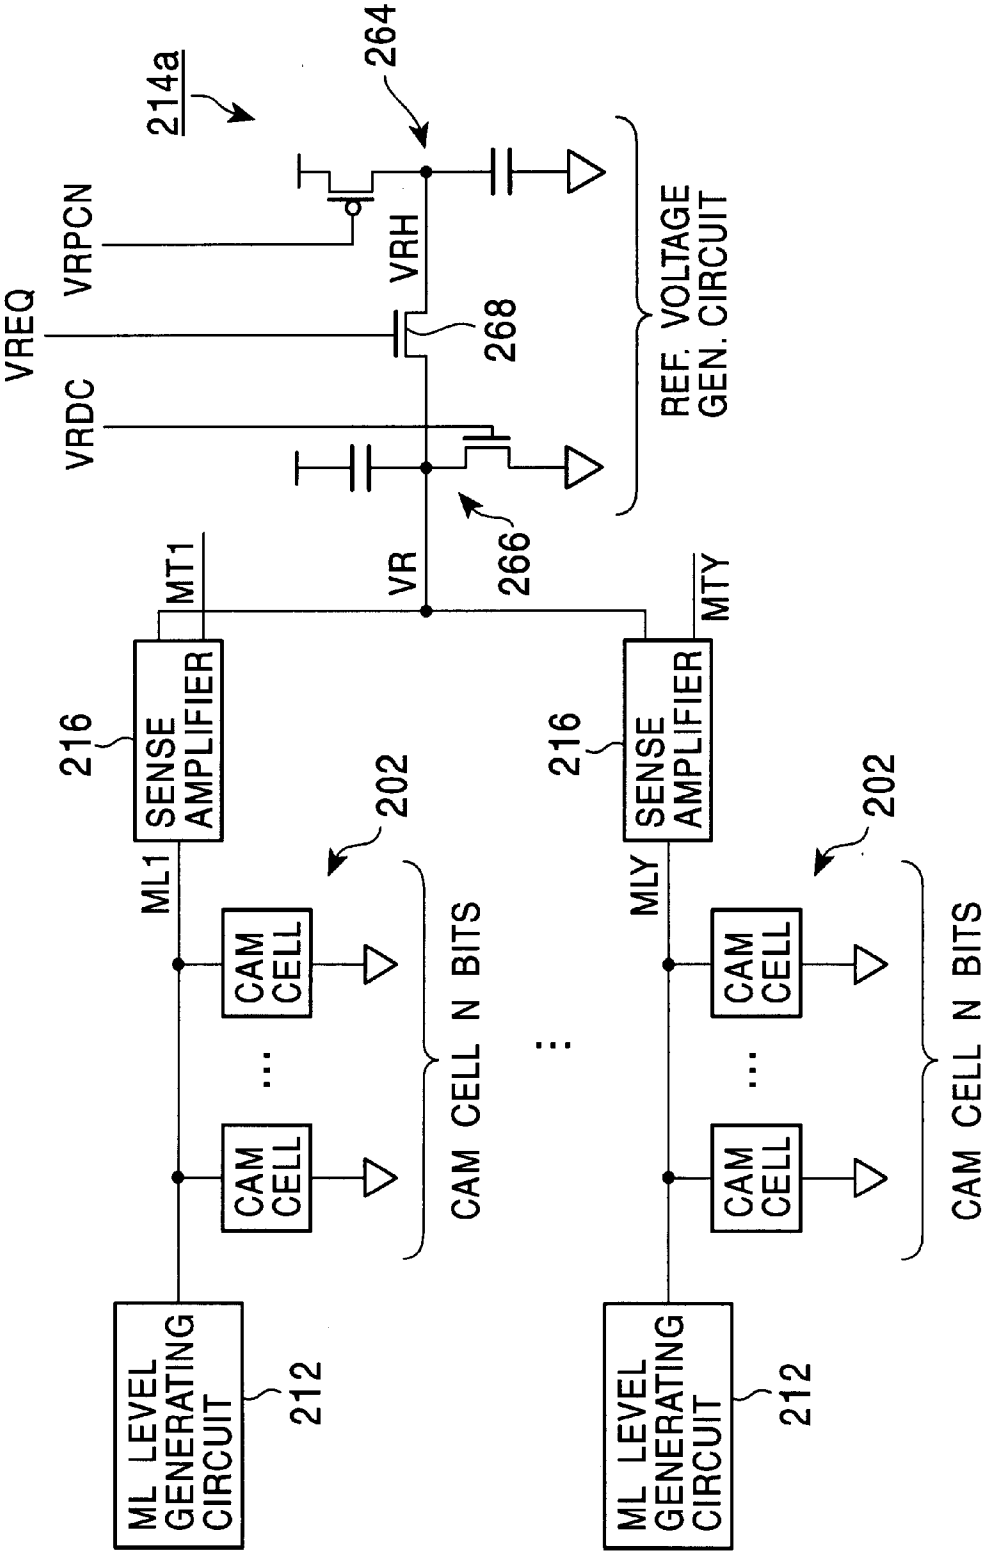 ML LEVEL
GENERATING
CIRCUIT
212
CAM
CELL
...
CAM
CELL
CAM CELL N BITS
202
ML1
SENSE
AMPLIFIER
216
MT1
...
ML LEVEL
GENERATING
CIRCUIT
212
CAM
CELL
...
CAM
CELL
CAM CELL N BITS
202
MLY
SENSE
AMPLIFIER
216
MTY
VR
266
VRDC
VREQ
268
VRH
VRPCN
214a
264
REF. VOLTAGE
GEN. CIRCUIT